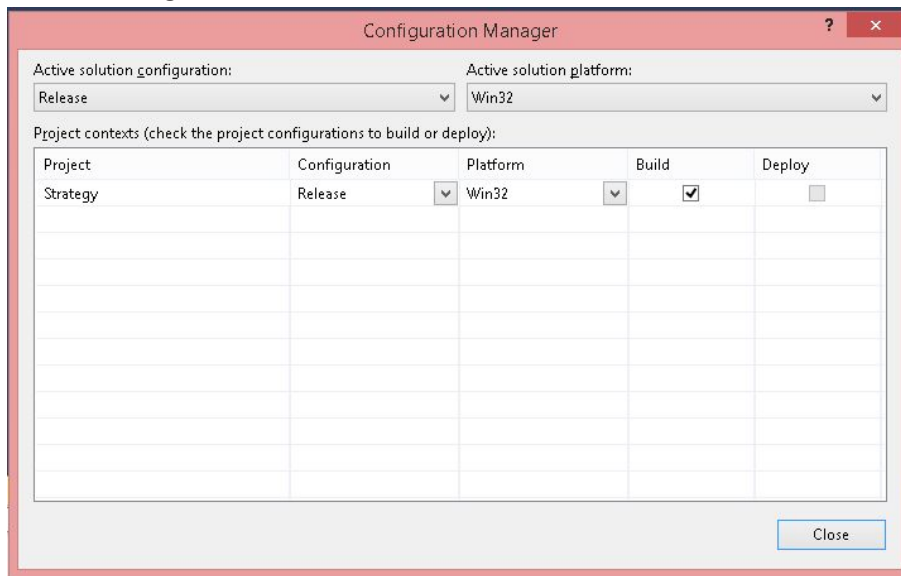 Configuration Manager ? ×
Active solution configuration: Active solution platform:
Release Win32
Project contexts (check the project configurations to build or deploy):
Project Configuration Platform Build Deploy
Strategy Release Win32
Close